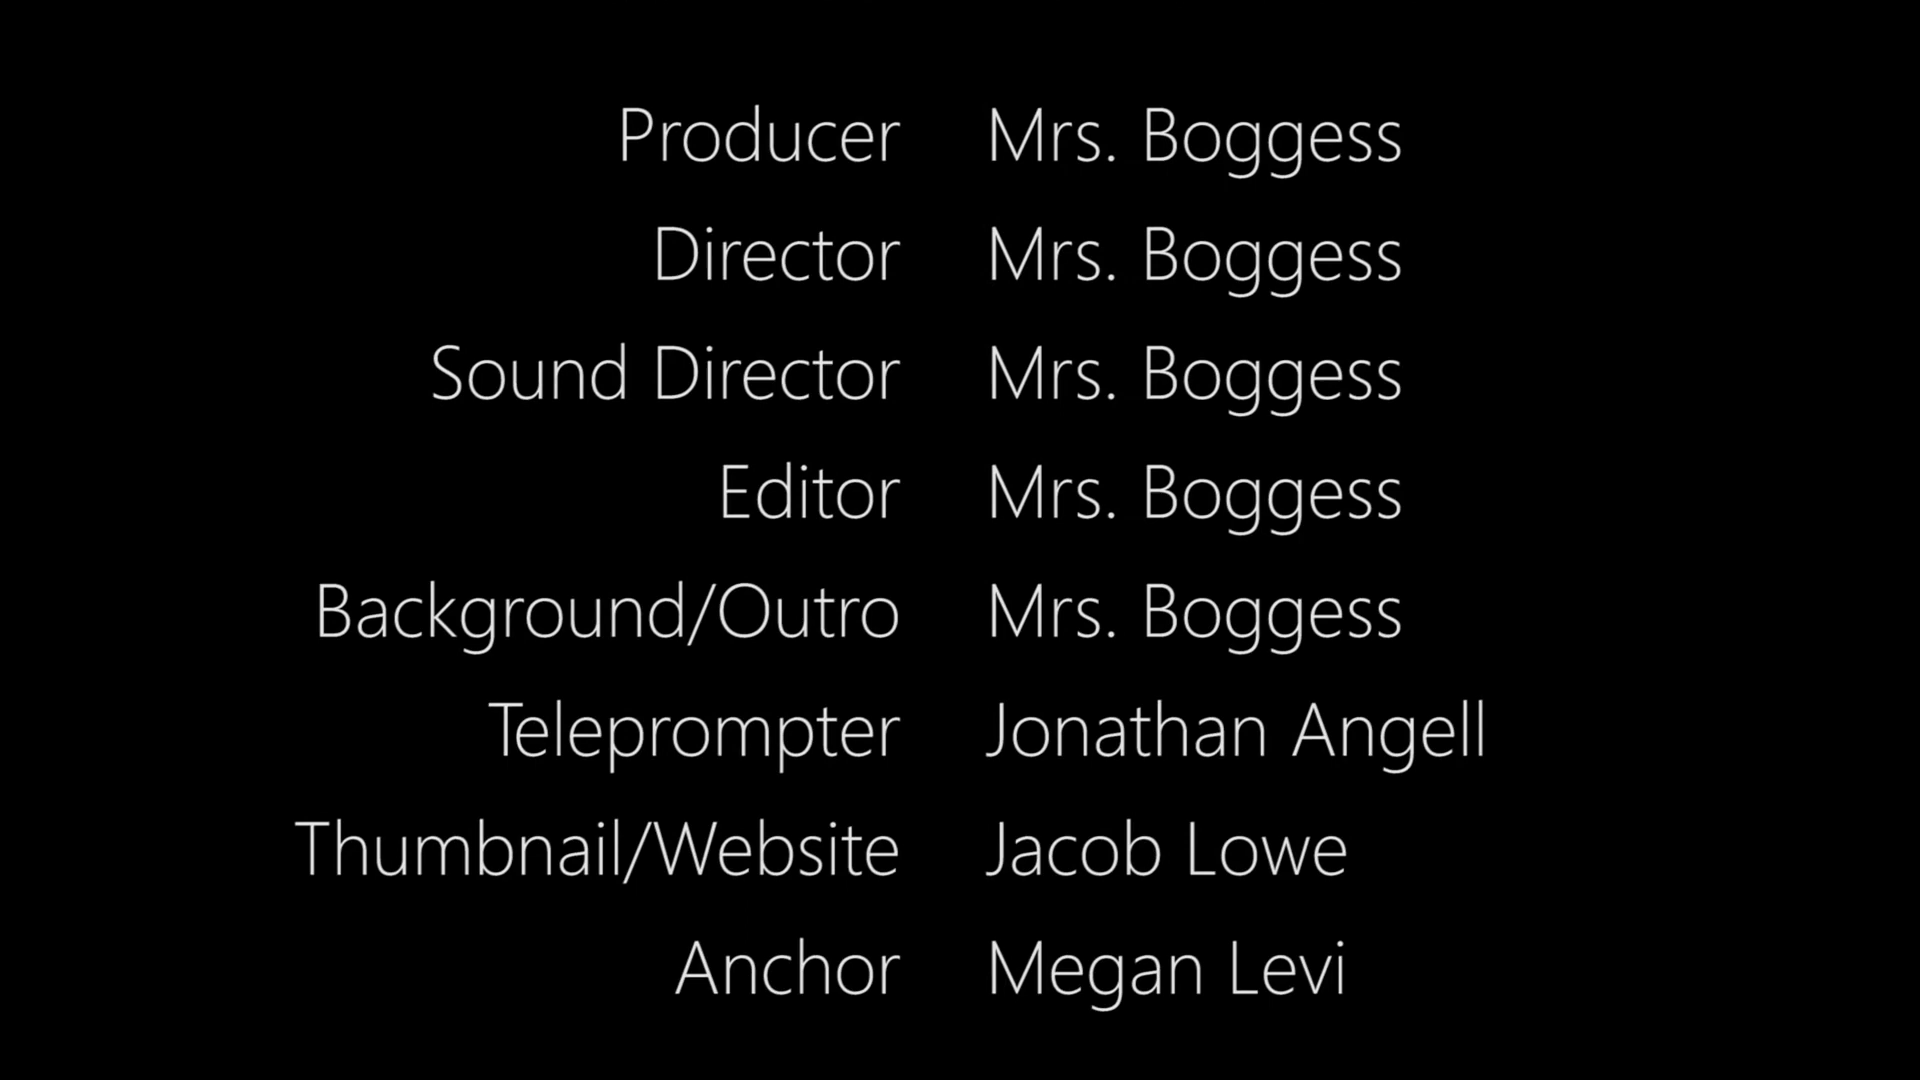 Producer Mrs. Boggess
Director Mrs. Boggess
Sound Director Mrs. Boggess
Editor Mrs. Boggess
Background/Outro Mrs. Boggess
Teleprompter Jonathan Angell
Thumbnail/Website Jacob Lowe
Anchor Megan Levi